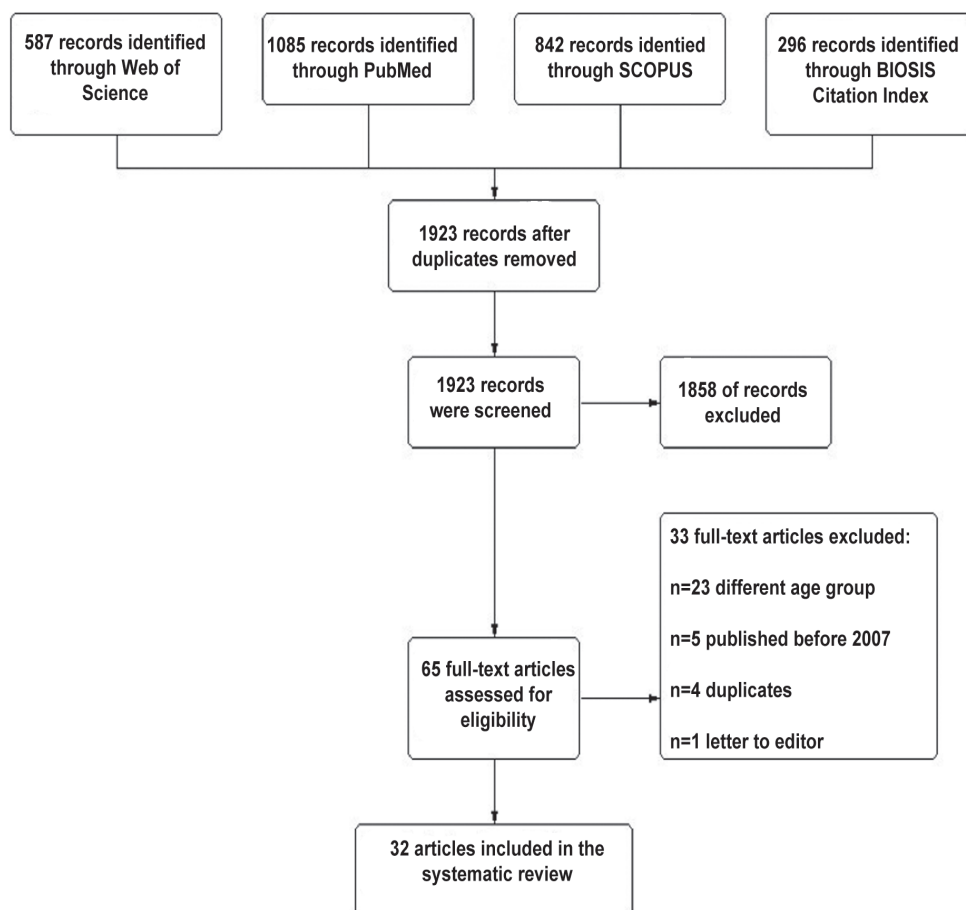 587 records identified
through Web of
Science
1085 records identified
through PubMed
842 records identied
through SCOPUS
296 records identified
through BIOSIS
Citation Index
1923 records after
duplicates removed
1923 records
were screened
1858 of records
excluded
33 full-text articles excluded:
n=23 different age group
n=5 published before 2007
n=4 duplicates
n=1 letter to editor
65 full-text articles
assessed for
eligibility
32 articles included in the
systematic review